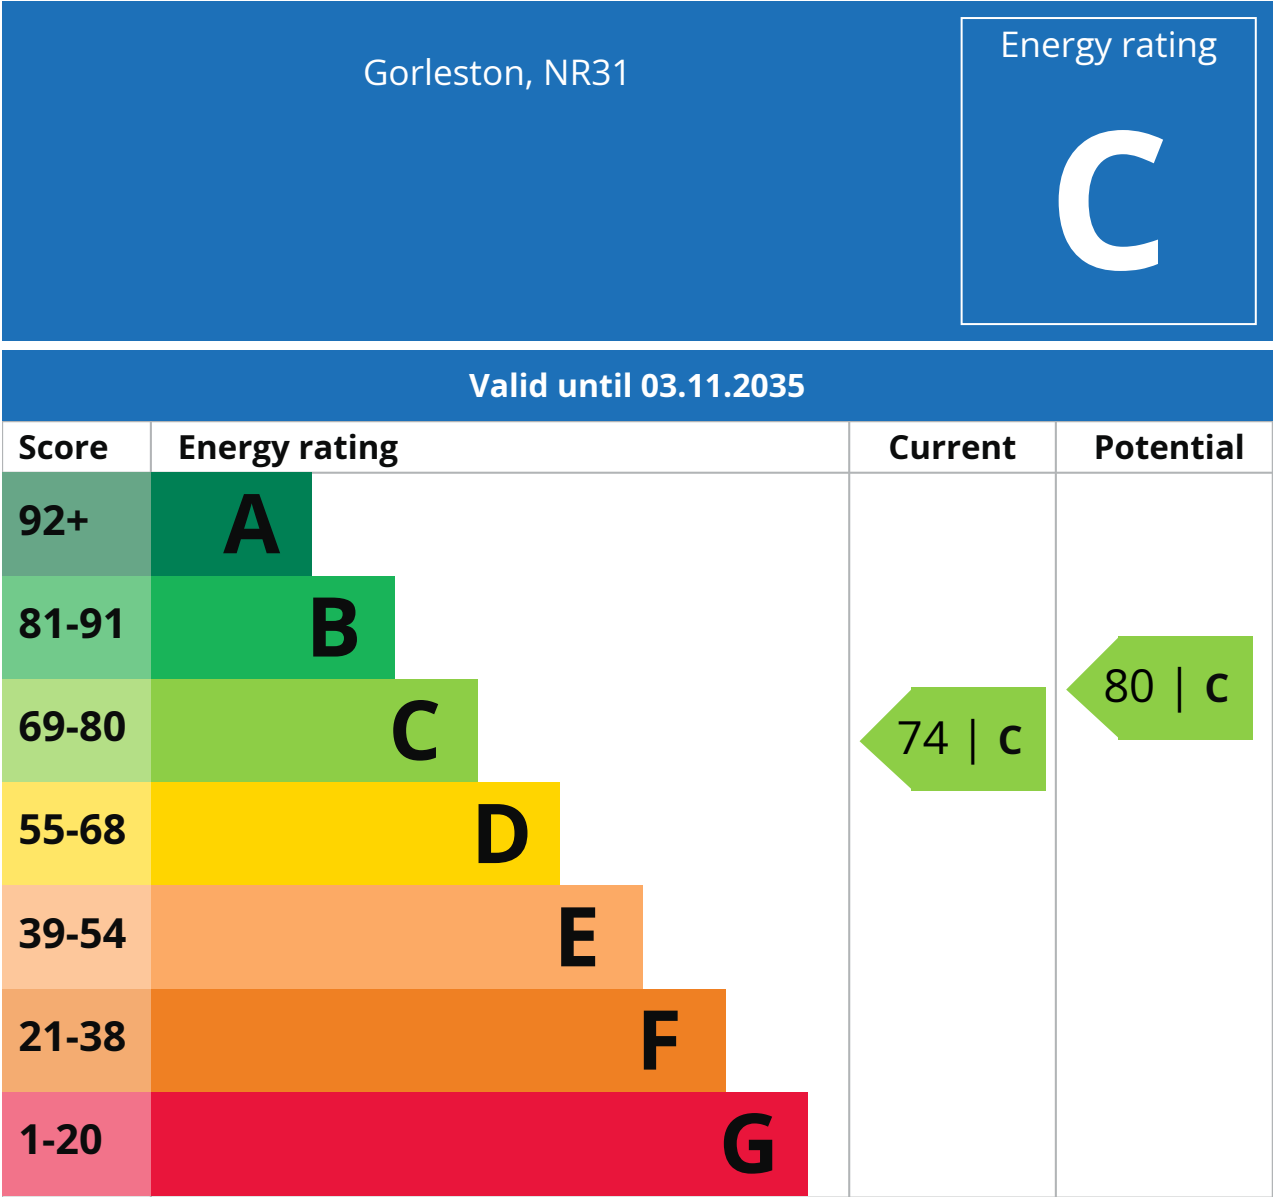 Gorleston, NR31
Energy rating
C
Valid until 03.11.2035
Score Energy rating Current Potential
92+ A
81-91 B
69-80 C
74 | C
80 | C
55-68 D
39-54 E
21-38 F
1-20 G